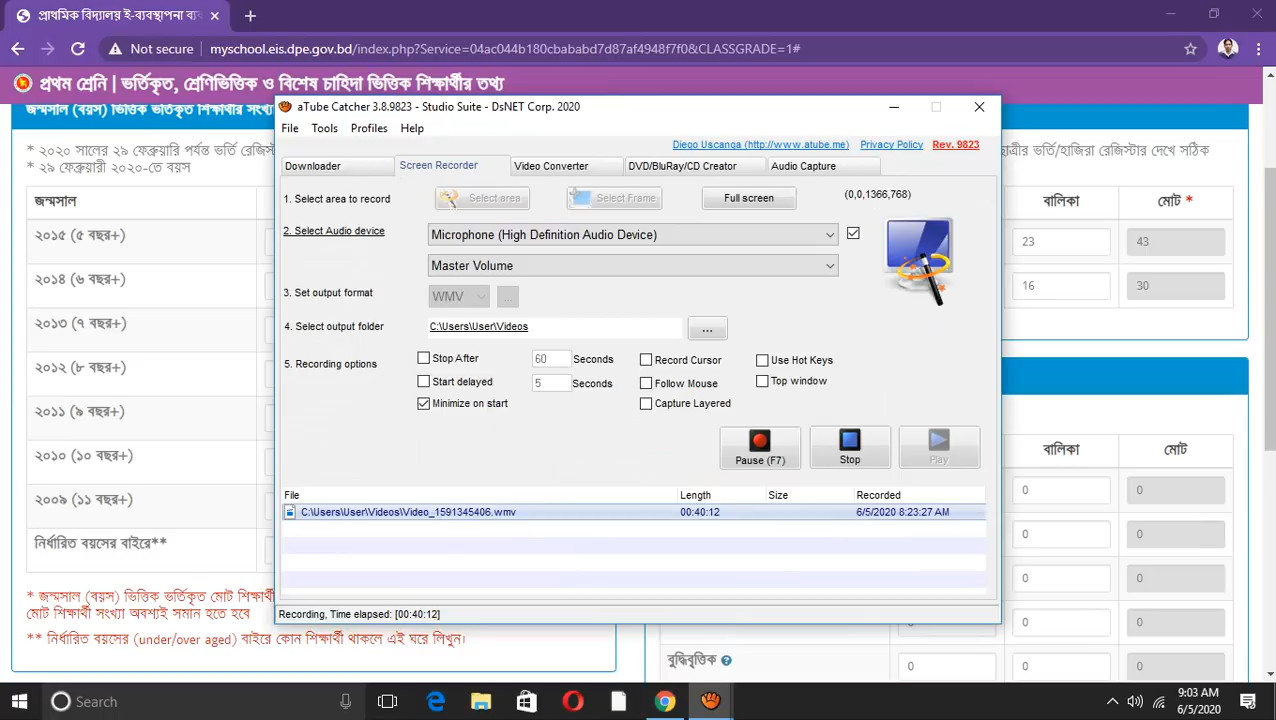 প্রাথমিক বিদ্যালয় ই-ব্যবস্থাপনা ব্যব
Not secure myschool.eis.dpe.gov.bd/index.php?Service=04ac044b180cbababd7d87af4948f7f0&CLASSGRADE=1#
প্রথম শ্রেনি | ভর্তিকৃত, শ্রেণিভিত্তিক ও বিশেষ চাহিদা ভিত্তিক শিক্ষার্থীর তথ্য
জন্মসাল (বয়স) ভিত্তিক ভর্তিকৃত শিক্ষার্থীর সংখ্য
* ২০২০ সালের ২৯ ফেব্রুয়ারি পর্যন্ত ভর্তি রেজিস্ট
* ২৯ ফেব্রুয়ারী ২০২০-তে বয়স
ছাত্রীর ভর্তি/হাজিরা রেজিস্টার দেখে সঠিক
জন্মসাল
বালিকা মোট *
২০১৫ (৫ বছর+)
23 43
২০১৪ (৬ বছর+)
16 30
২০১৩ (৭ বছর+)
২০১২ (৮ বছর+)
২০১১ (৯ বছর+)
২০১০ (১০ বছর+)
২০০৯ (১১ বছর+)
নির্ধারিত বয়সের বাইরে**
* জন্মসাল (বয়স) ভিত্তিক ভর্তিকৃত মোট শিক্ষার্থী
মোট শিক্ষার্থী সংখ্যা অবশ্যই সমান হতে হবে
** নির্ধারিত বয়সের (under/over aged) বাইরে কোন শিক্ষার্থী থাকলে এই ঘরে লিখুন।
aTube Catcher 3.8.9823 - Studio Suite - DsNET Corp. 2020
File Tools Profiles Help
Diego Uscanga (http://www.atube.me) Privacy Policy Rev. 9823
Downloader Screen Recorder Video Converter DVD/BluRay/CD Creator Audio Capture
1. Select area to record Select area Select Frame Full screen (0,0,1366,768)
2. Select Audio device Microphone (High Definition Audio Device)
Master Volume
3. Set output format WMV ...
4. Select output folder C:\Users\User\Videos ...
5. Recording options Stop After 60 Seconds Record Cursor Use Hot Keys
Start delayed 5 Seconds Follow Mouse Top window
Minimize on start Capture Layered
Pause (F7) Stop Play
File Length Size Recorded
C:\Users\User\Videos\Video_1591345406.wmv 00:40:12 6/5/2020 8:23:27 AM
Recording, Time elapsed: [00:40:12]
বালিকা মোট
0 0
0 0
0 0
0 0
বুদ্ধিবৃত্তিক 0 0 0
Search
9:03 AM
6/5/2020